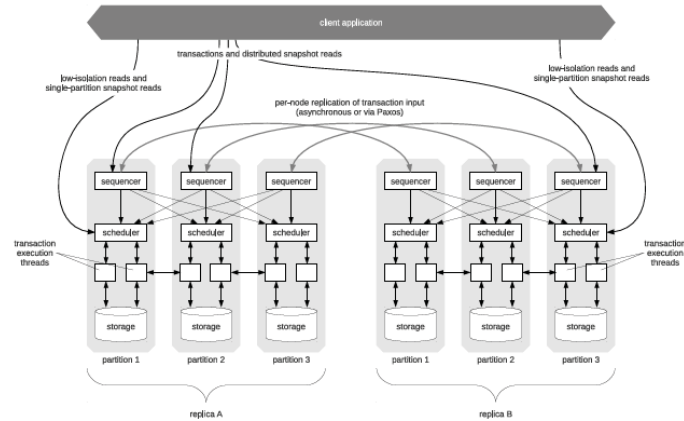 client application
transactions and distributed snapshot reads
low-isolation reads and
single-partition snapshot reads
low-isolation reads and
single-partition snapshot reads
per-node replication of transaction input
(asynchronous or via Paxos)
sequencer
sequencer
sequencer
sequencer
sequencer
sequencer
scheduler
scheduler
scheduler
scheduler
scheduler
scheduler
transaction
execution
threads
transaction
execution
threads
storage
storage
storage
storage
storage
storage
partition 1
partition 2
partition 3
partition 1
partition 2
partition 3
replica A
replica B